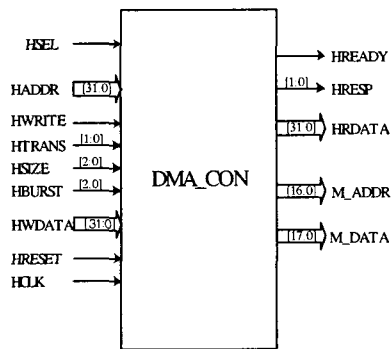 HSEL
HADDR [31:0]
HWRITE
HTRANS [1:0]
HSIZE [2:0]
HBURST [2:0]
HWDATA [31:0]
HRESET
HCLK
DMA_CON
HREADY
[1:0] HRESP
[31:0] HRDATA
[16:0] M_ADDR
[17:0] M_DATA